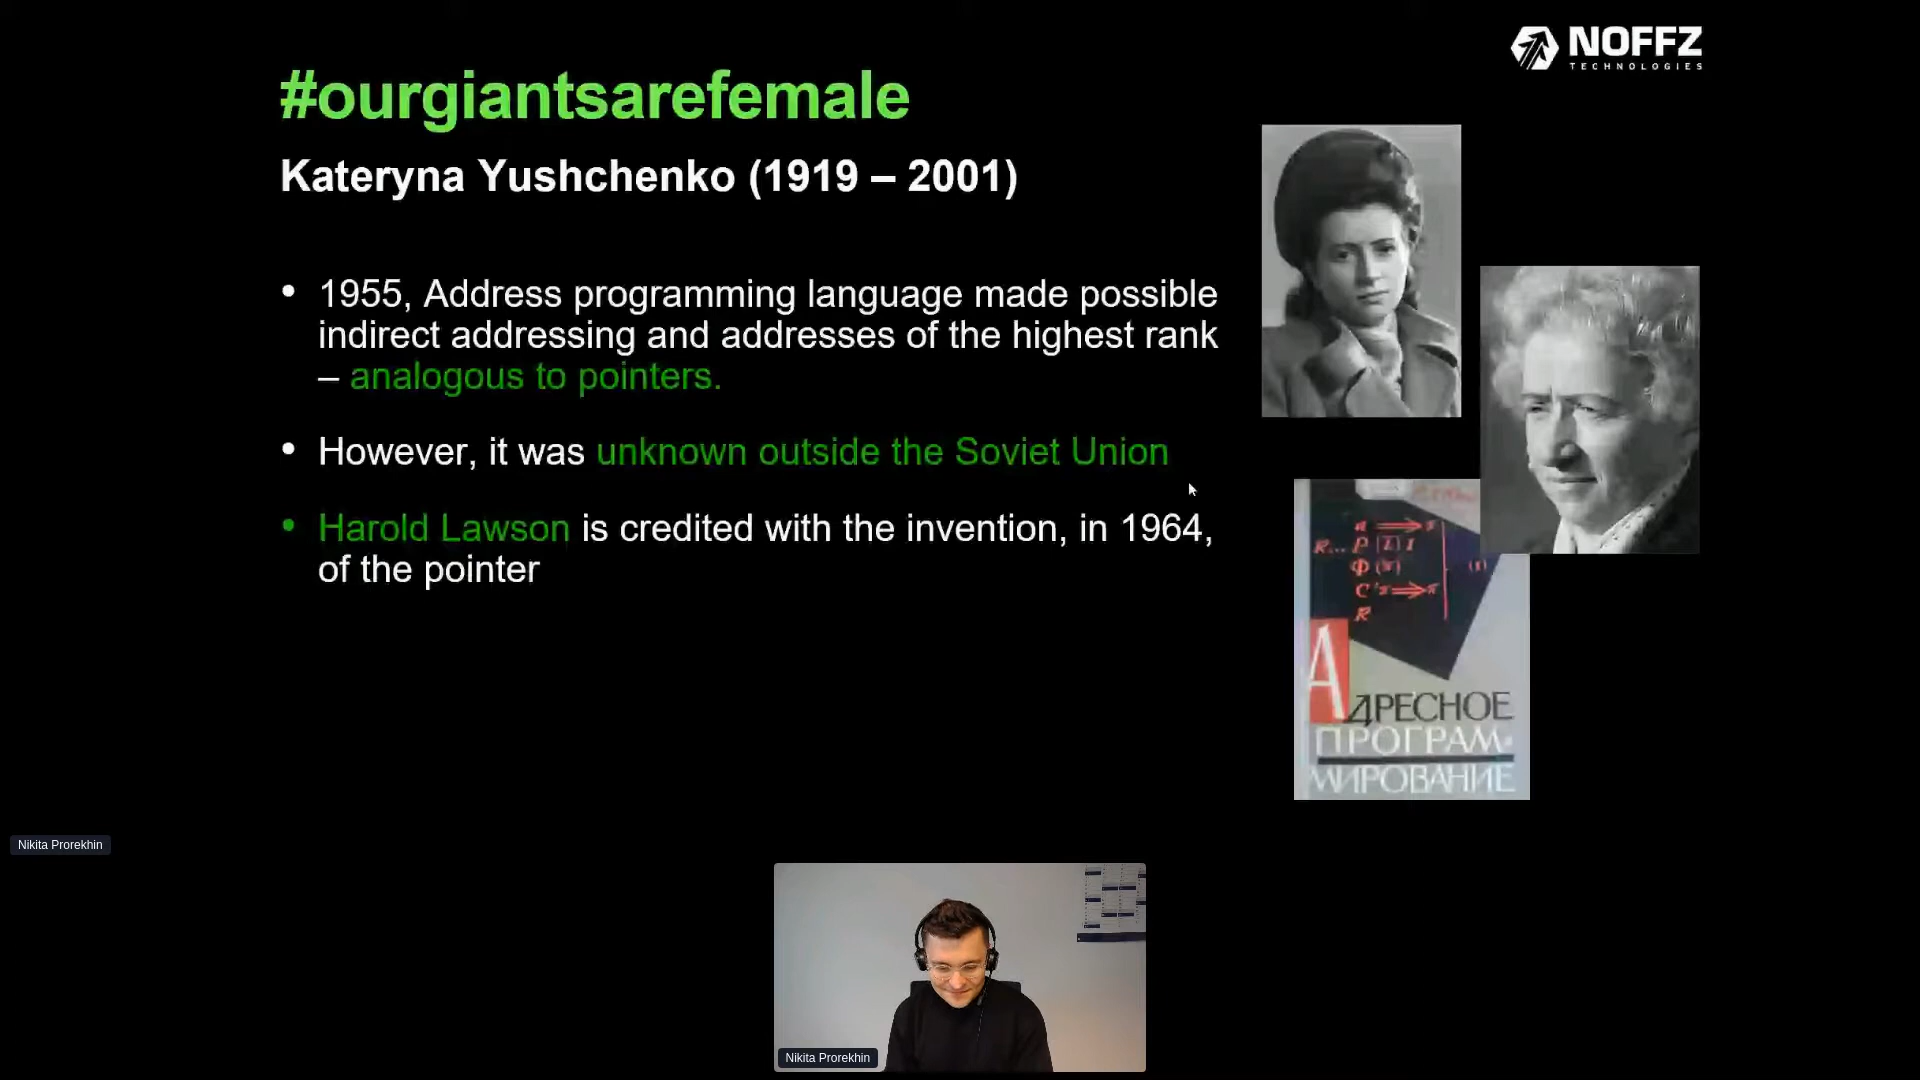 NOFFZ
TECHNOLOGIES
#ourgiantsarefemale
Kateryna Yushchenko (1919 – 2001)
• 1955, Address programming language made possible
indirect addressing and addresses of the highest rank
– analogous to pointers.
• However, it was unknown outside the Soviet Union
• Harold Lawson is credited with the invention, in 1964,
of the pointer
АДРЕСНОЕ
ПРОГРАМ-
МИРОВАНИЕ
Nikita Prorekhin
Nikita Prorekhin